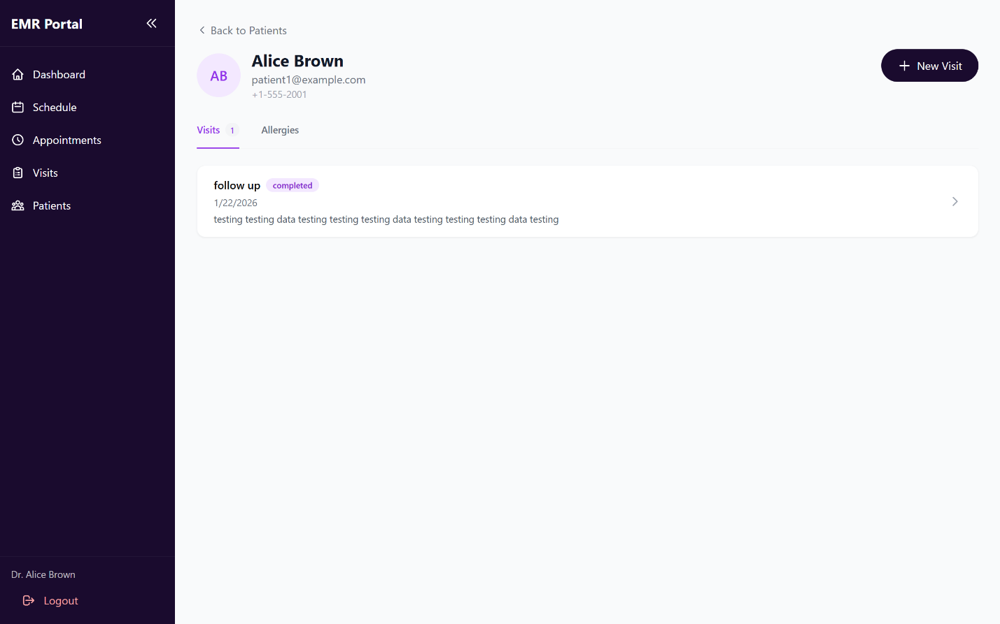 EMR Portal
Dashboard
Schedule
Appointments
Visits
Patients
Dr. Alice Brown
Logout
Back to Patients
AB
Alice Brown
patient1@example.com
+1-555-2001
New Visit
Visits 1 Allergies
follow up completed
1/22/2026
testing testing data testing testing testing data testing testing testing data testing